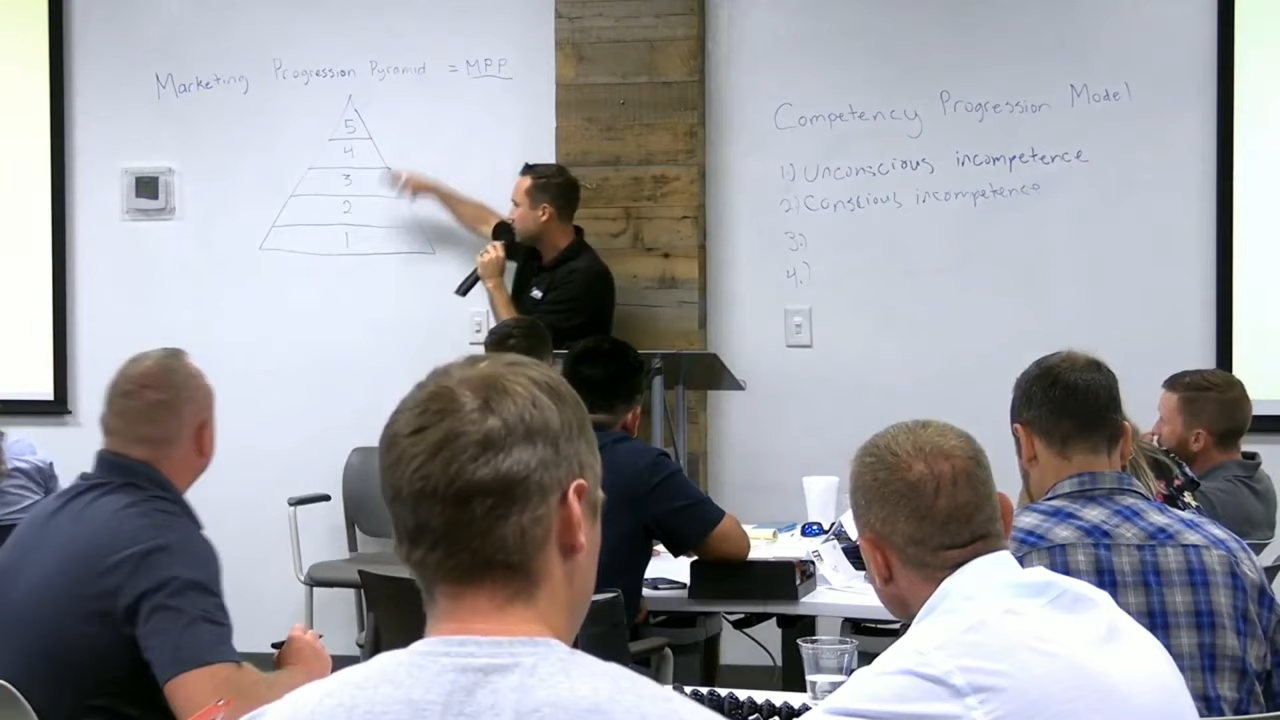 Marketing Progression Pyramid = MPP
5
4
3
2
1
Competency Progression Model
1.) Unconscious incompetence
2.) Conscious incompetence
3.)
4.)